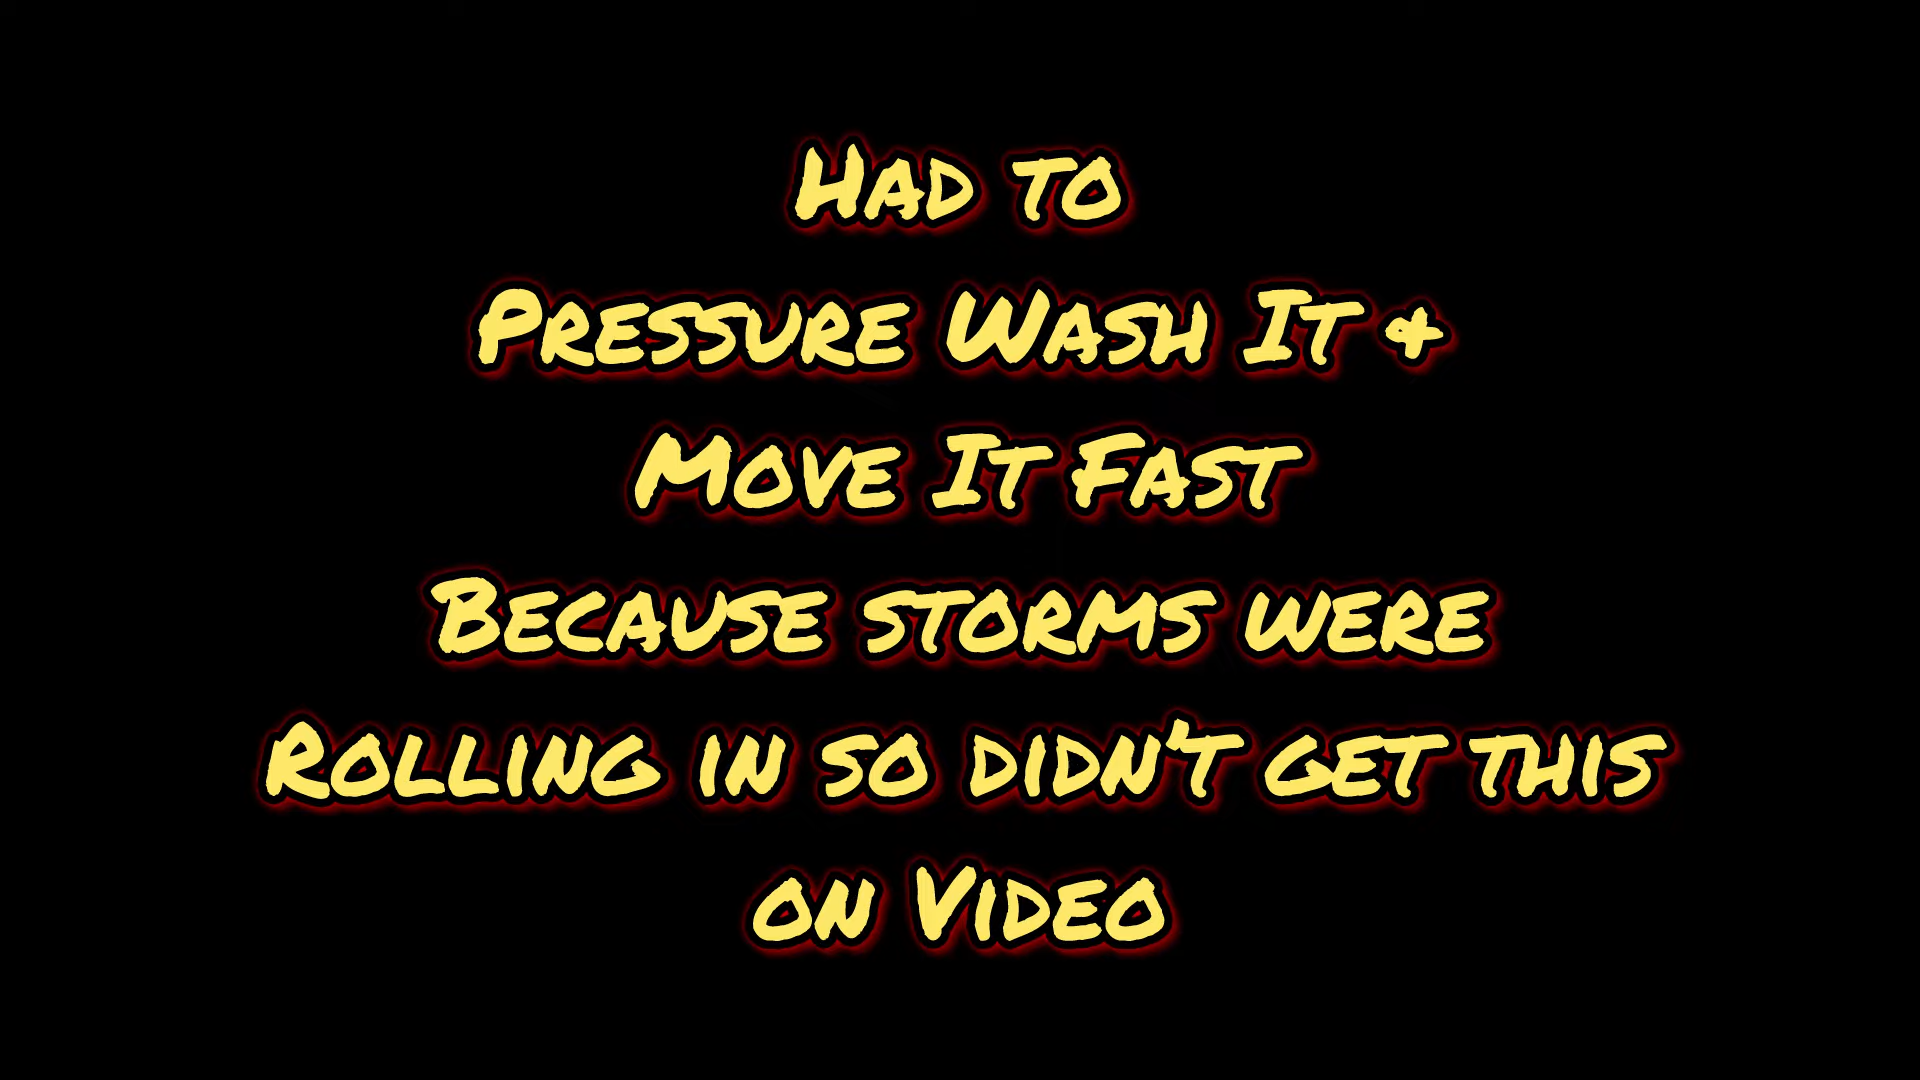 Had to
Pressure Wash It &
Move It Fast
Because storms were
Rolling in so didn't get this
on Video